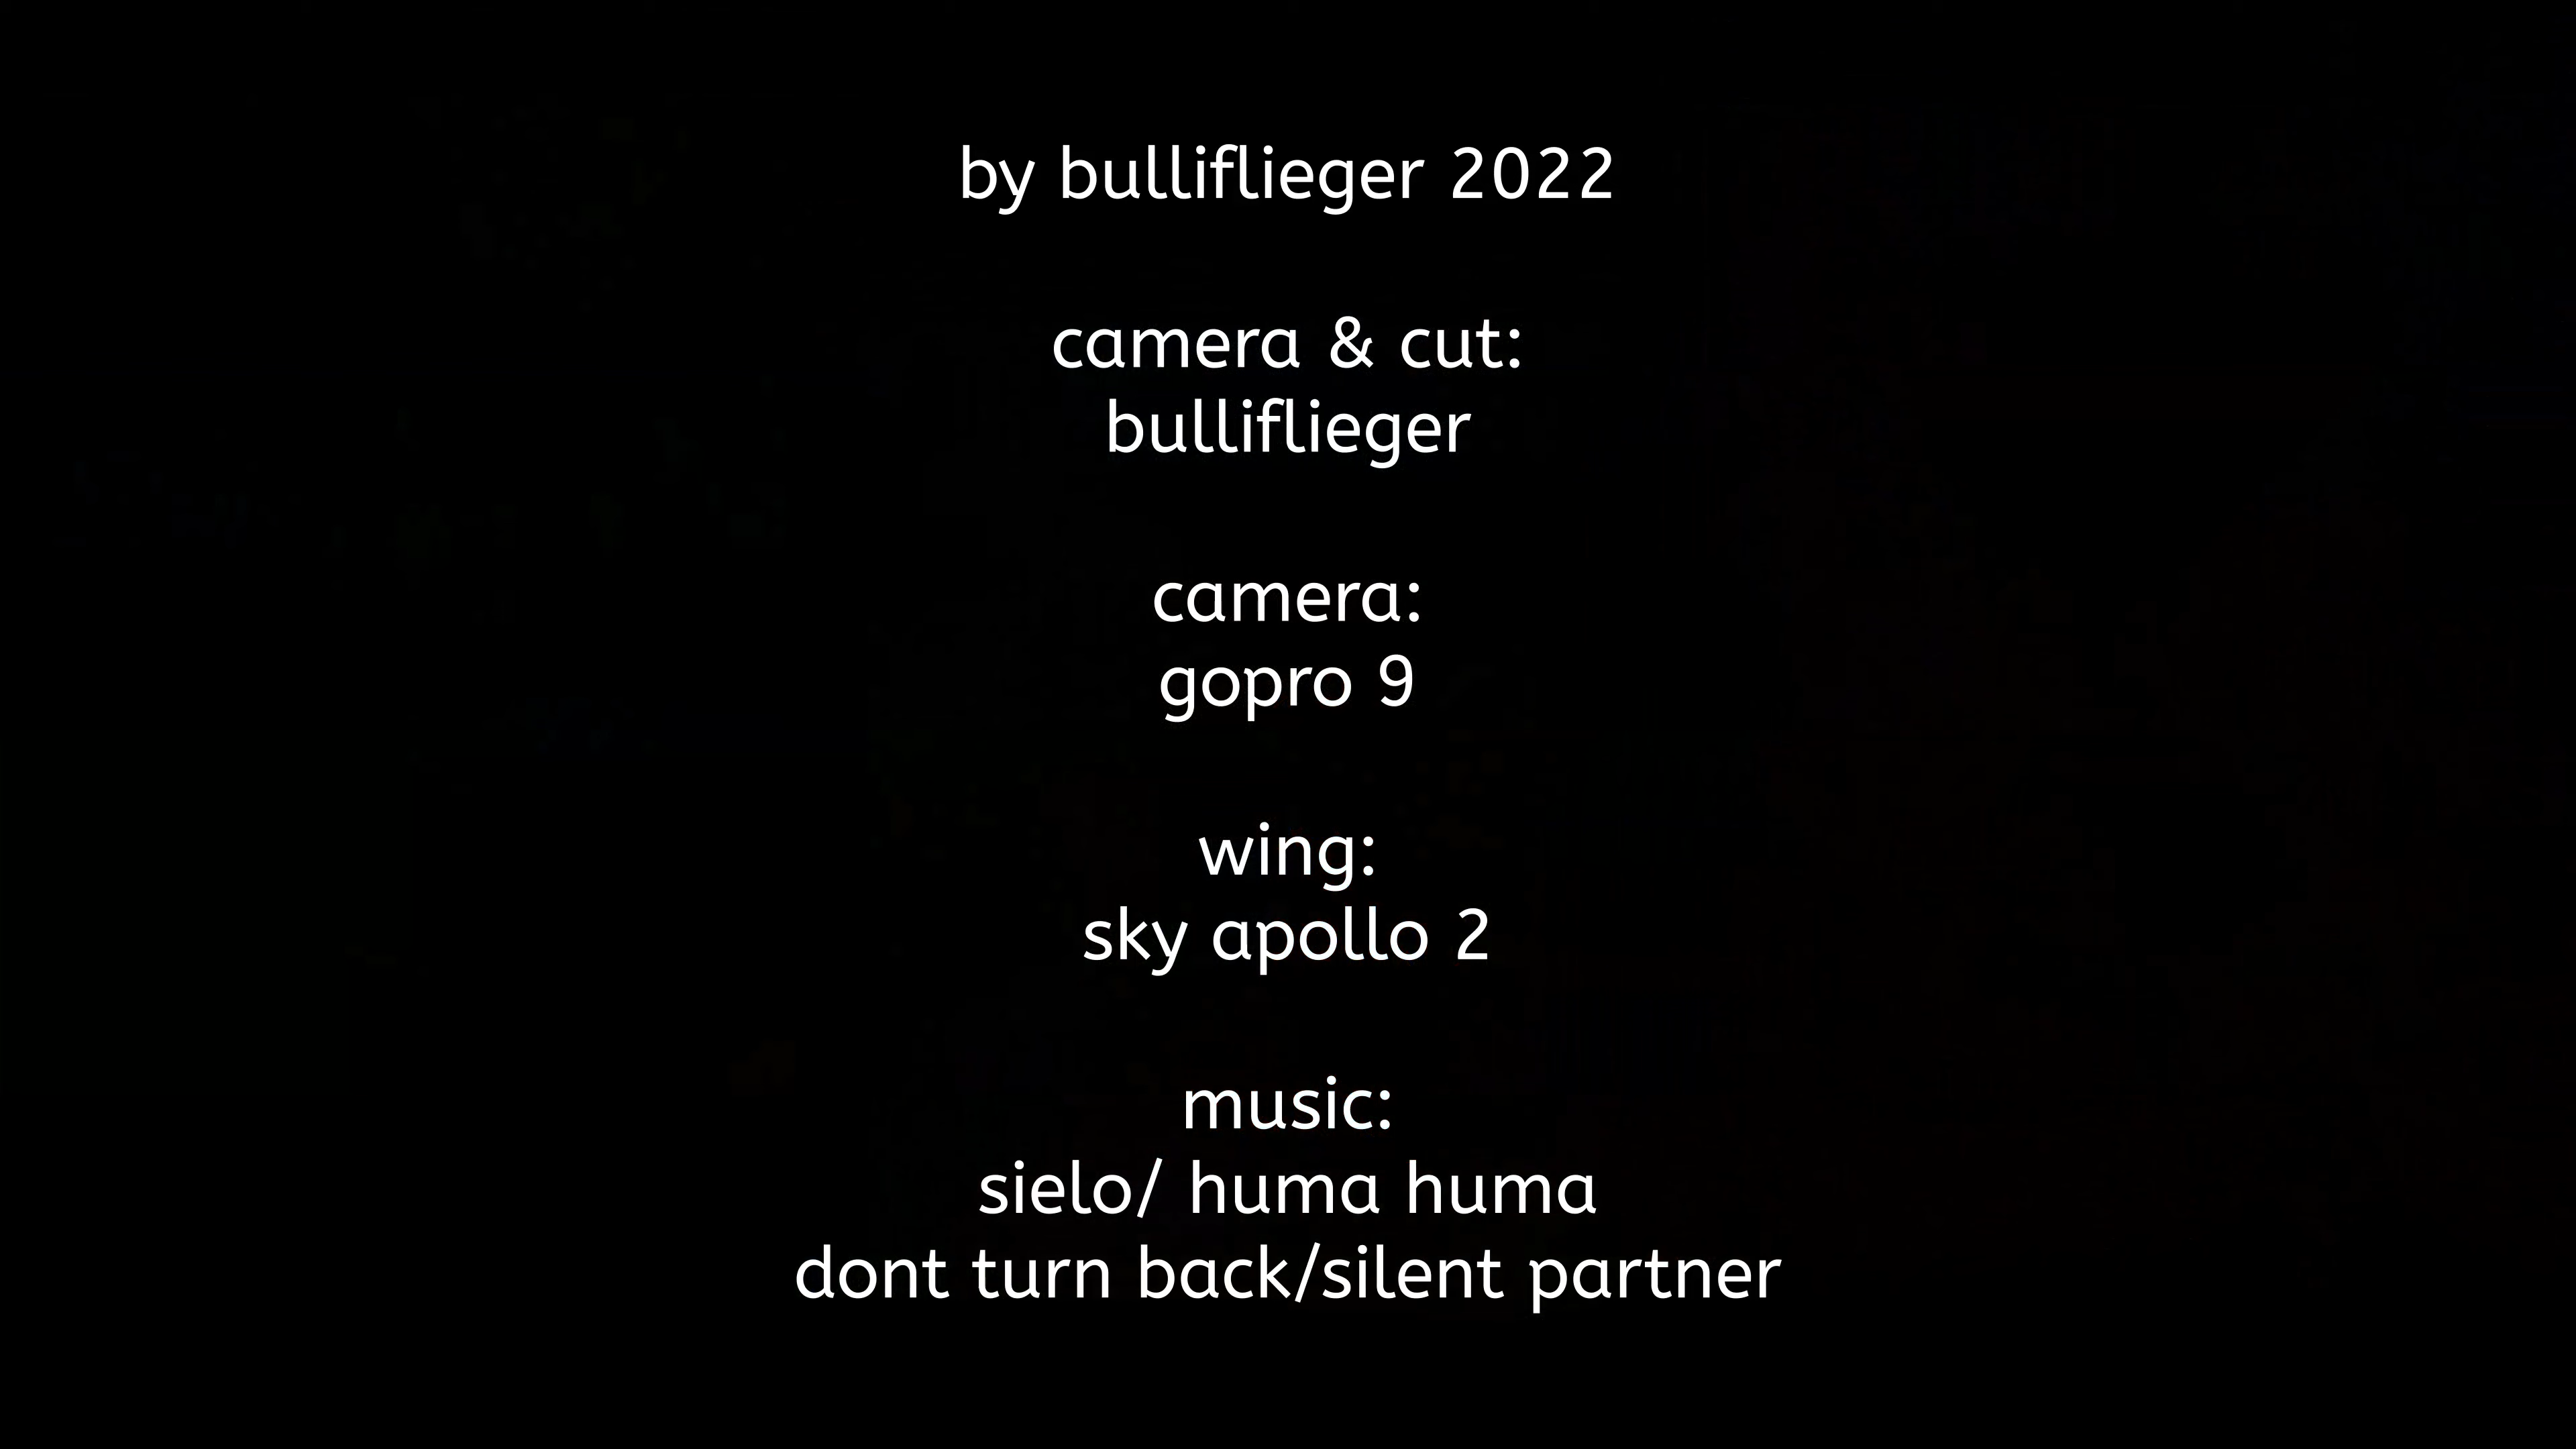 by bulliflieger 2022
camera & cut:
bulliflieger
camera:
gopro 9
wing:
sky apollo 2
music:
sielo/ huma huma
dont turn back/silent partner